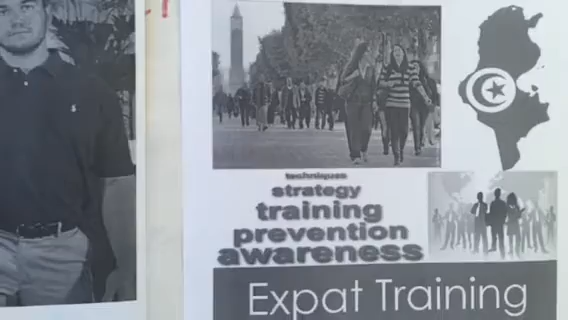 techniques
strategy
training
prevention
awareness
Expat Training